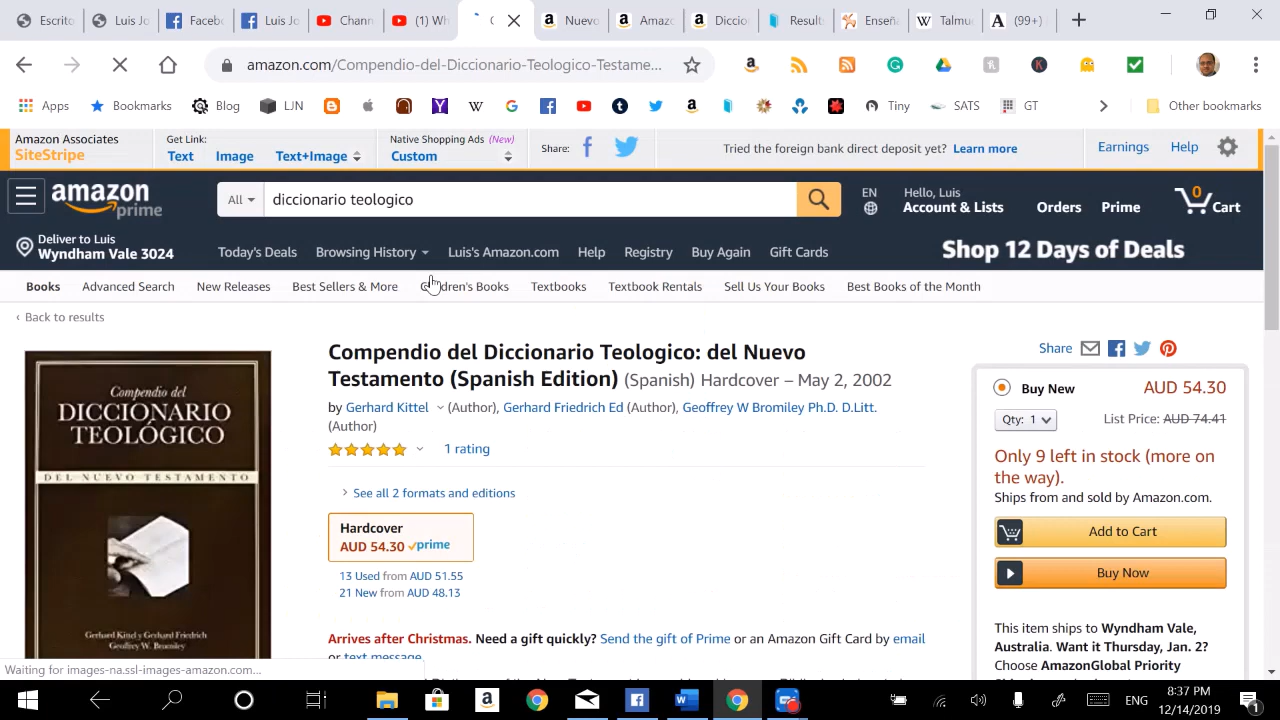 Escrito
Luis Jo
Facebo
Luis Jo
Chann
(1) Wh
Nuevo
Amazo
Diccio
Result
Enseña
Talmu
(99+)
amazon.com/Compendio-del-Diccionario-Teologico-Testame...
Apps
Bookmarks
Blog
LJN
Tiny
SATS
GT
Other bookmarks
Amazon Associates
SiteStripe
Get Link:
Text
Image
Text+Image
Native Shopping Ads (New)
Custom
Share:
Tried the foreign bank direct deposit yet? Learn more
Earnings
Help
amazon
prime
All
diccionario teologico
EN
Hello, Luis
Account & Lists
Orders
Prime
0
Cart
Deliver to Luis
Wyndham Vale 3024
Today's Deals
Browsing History
Luis's Amazon.com
Help
Registry
Buy Again
Gift Cards
Shop 12 Days of Deals
Books
Advanced Search
New Releases
Best Sellers & More
Children's Books
Textbooks
Textbook Rentals
Sell Us Your Books
Best Books of the Month
‹ Back to results
Compendio del
DICCIONARIO
TEOLÓGICO
DEL NUEVO TESTAMENTO
Gerhard Kittel y Gerhard Friedrich
Geoffrey W. Bromiley
Compendio del Diccionario Teologico: del Nuevo
Testamento (Spanish Edition) (Spanish) Hardcover – May 2, 2002
by Gerhard Kittel (Author), Gerhard Friedrich Ed (Author), Geoffrey W Bromiley Ph.D. D.Litt.
(Author)
1 rating
See all 2 formats and editions
Hardcover
AUD 54.30 prime
13 Used from AUD 51.55
21 New from AUD 48.13
Arrives after Christmas. Need a gift quickly? Send the gift of Prime or an Amazon Gift Card by email
or text message.
Share
Buy New
AUD 54.30
Qty: 1
List Price: AUD 74.41
Only 9 left in stock (more on
the way).
Ships from and sold by Amazon.com.
Add to Cart
Buy Now
This item ships to Wyndham Vale,
Australia. Want it Thursday, Jan. 2?
Choose AmazonGlobal Priority
Waiting for images-na.ssl-images-amazon.com...
ENG
8:37 PM
12/14/2019
1